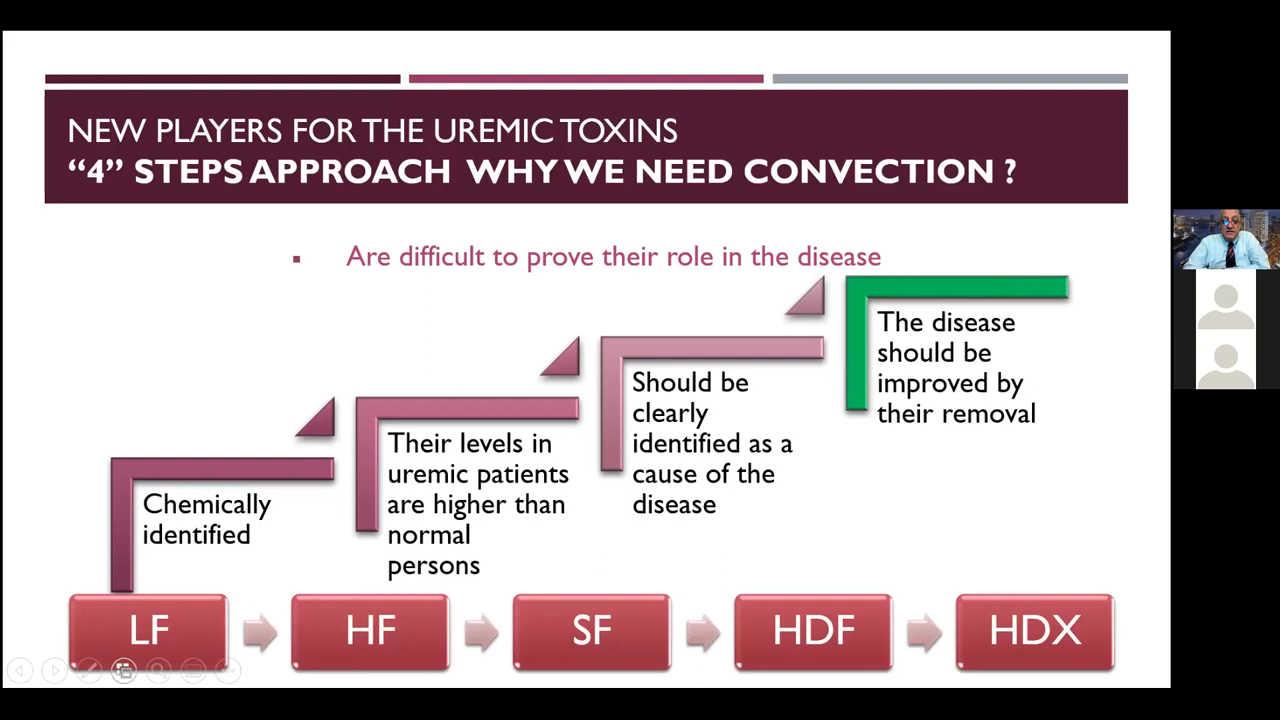 NEW PLAYERS FOR THE UREMIC TOXINS
“4” STEPS APPROACH WHY WE NEED CONVECTION ?
▪ Are difficult to prove their role in the disease
Chemically
identified
Their levels in
uremic patients
are higher than
normal
persons
Should be
clearly
identified as a
cause of the
disease
The disease
should be
improved by
their removal
LF
HF
SF
HDF
HDX